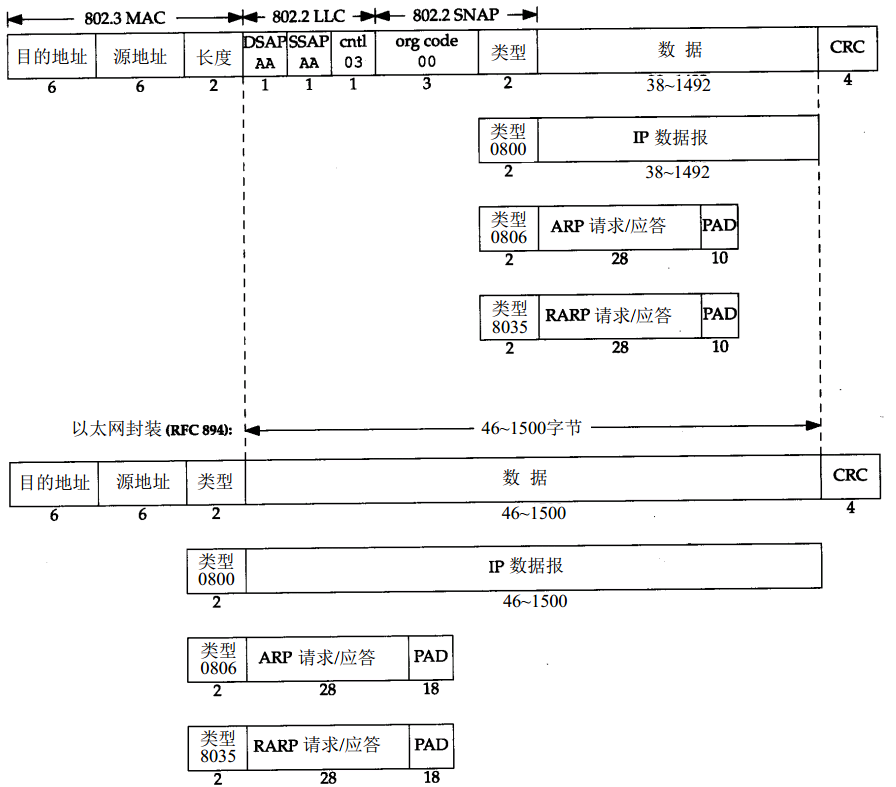 802.3 MAC 802.2 LLC 802.2 SNAP
目的地址 源地址 长度 DSAP AA SSAP AA cntl 03 org code 00 类型 数 据 CRC
6 6 2 1 1 1 3 2 38~1492 4
类型 0800 IP 数据报
2 38~1492
类型 0806 ARP 请求/应答 PAD
2 28 10
类型 8035 RARP 请求/应答 PAD
2 28 10
以太网封装 (RFC 894): 46~1500字节
目的地址 源地址 类型 数 据 CRC
6 6 2 46~1500 4
类型 0800 IP 数据报
2 46~1500
类型 0806 ARP 请求/应答 PAD
2 28 18
类型 8035 RARP 请求/应答 PAD
2 28 18